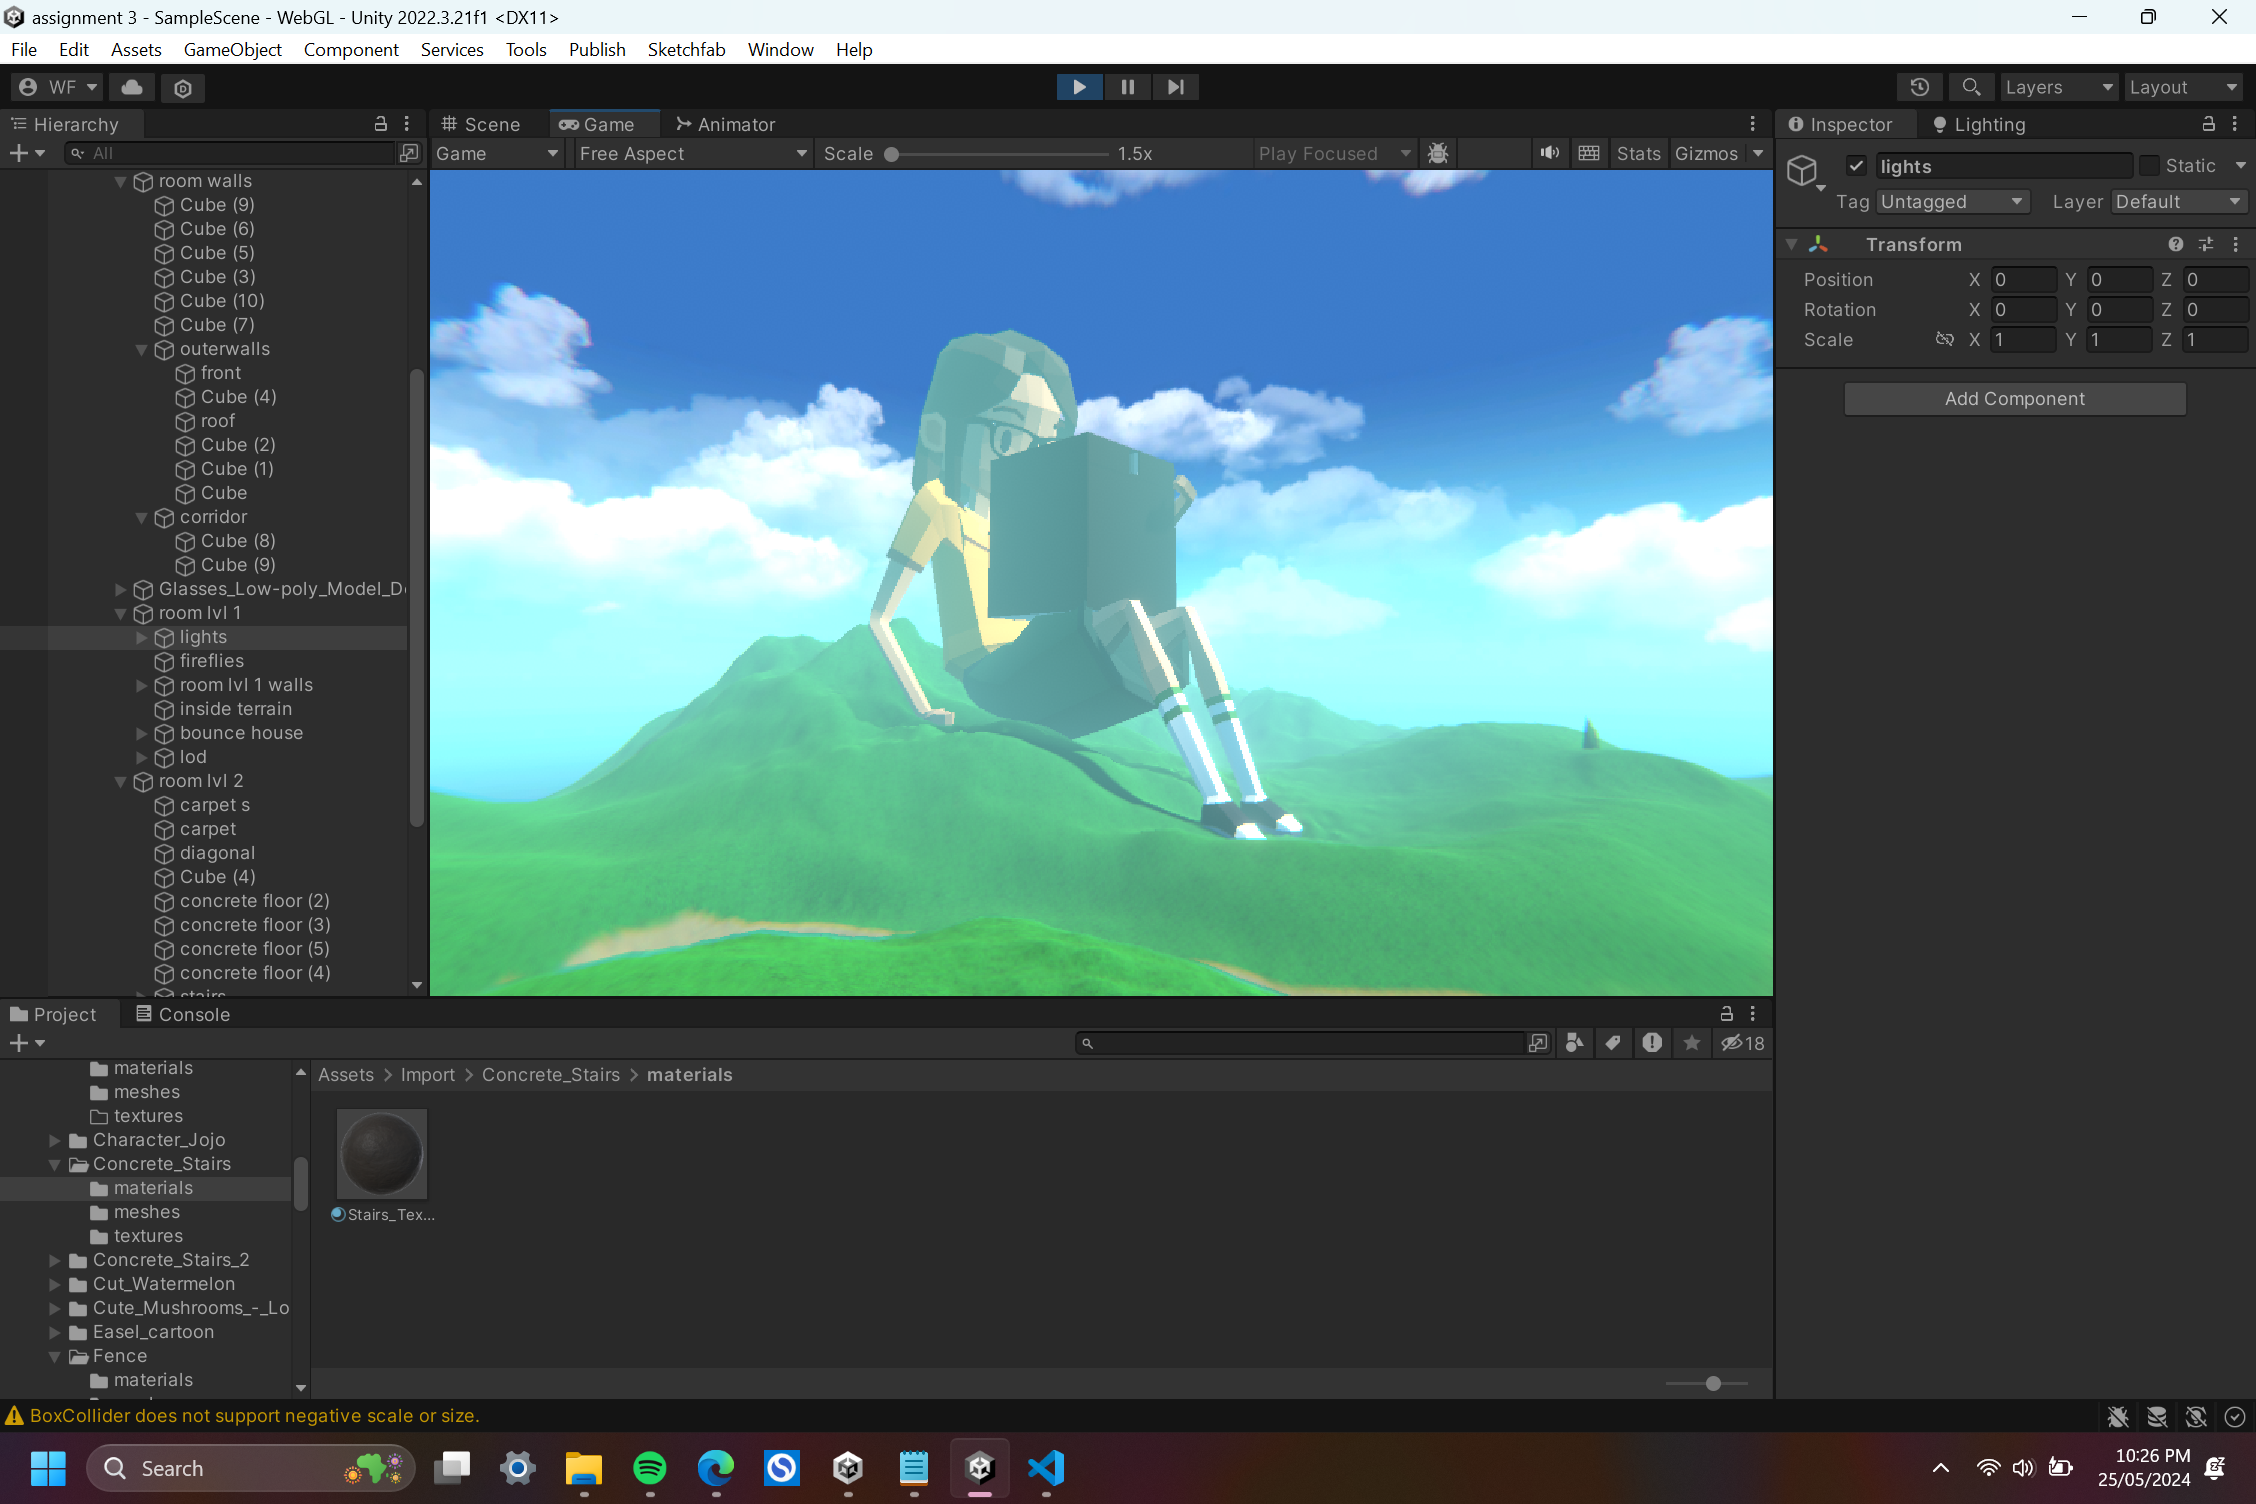 assignment 3 - SampleScene - WebGL - Unity 2022.3.21f1 <DX11>
File Edit Assets GameObject Component Services Tools Publish Sketchfab Window Help
WF Layers Layout
Hierarchy
All
room walls
Cube (9)
Cube (6)
Cube (5)
Cube (3)
Cube (10)
Cube (7)
outerwalls
front
Cube (4)
roof
Cube (2)
Cube (1)
Cube
corridor
Cube (8)
Cube (9)
Glasses_Low-poly_Model_D
room lvl 1
lights
fireflies
room lvl 1 walls
inside terrain
bounce house
lod
room lvl 2
carpet s
carpet
diagonal
Cube (4)
concrete floor (2)
concrete floor (3)
concrete floor (5)
concrete floor (4)
stairs
Scene Game Animator
Game Free Aspect Scale 1.5x Play Focused Stats Gizmos
Inspector Lighting
lights Static
Tag Untagged Layer Default
Transform
Position X 0 Y 0 Z 0
Rotation X 0 Y 0 Z 0
Scale X 1 Y 1 Z 1
Add Component
Project Console
18
materials
meshes
textures
Character_Jojo
Concrete_Stairs
materials
meshes
textures
Concrete_Stairs_2
Cut_Watermelon
Cute_Mushrooms_-_Lo
Easel_cartoon
Fence
materials
Assets > Import > Concrete_Stairs > materials
Stairs_Tex...
BoxCollider does not support negative scale or size.
Search
10:26 PM
25/05/2024